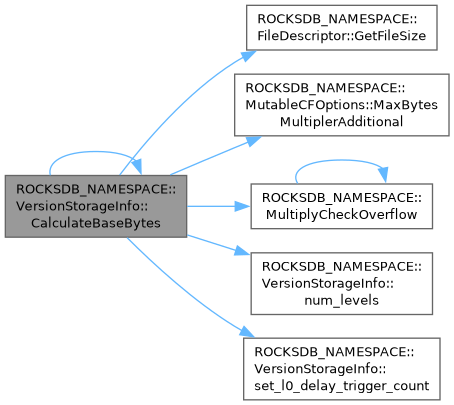 ROCKSDB_NAMESPACE::
VersionStorageInfo::
CalculateBaseBytes
ROCKSDB_NAMESPACE::
FileDescriptor::GetFileSize
ROCKSDB_NAMESPACE::
MutableCFOptions::MaxBytes
MultiplerAdditional
ROCKSDB_NAMESPACE::
MultiplyCheckOverflow
ROCKSDB_NAMESPACE::
VersionStorageInfo::
num_levels
ROCKSDB_NAMESPACE::
VersionStorageInfo::
set_l0_delay_trigger_count